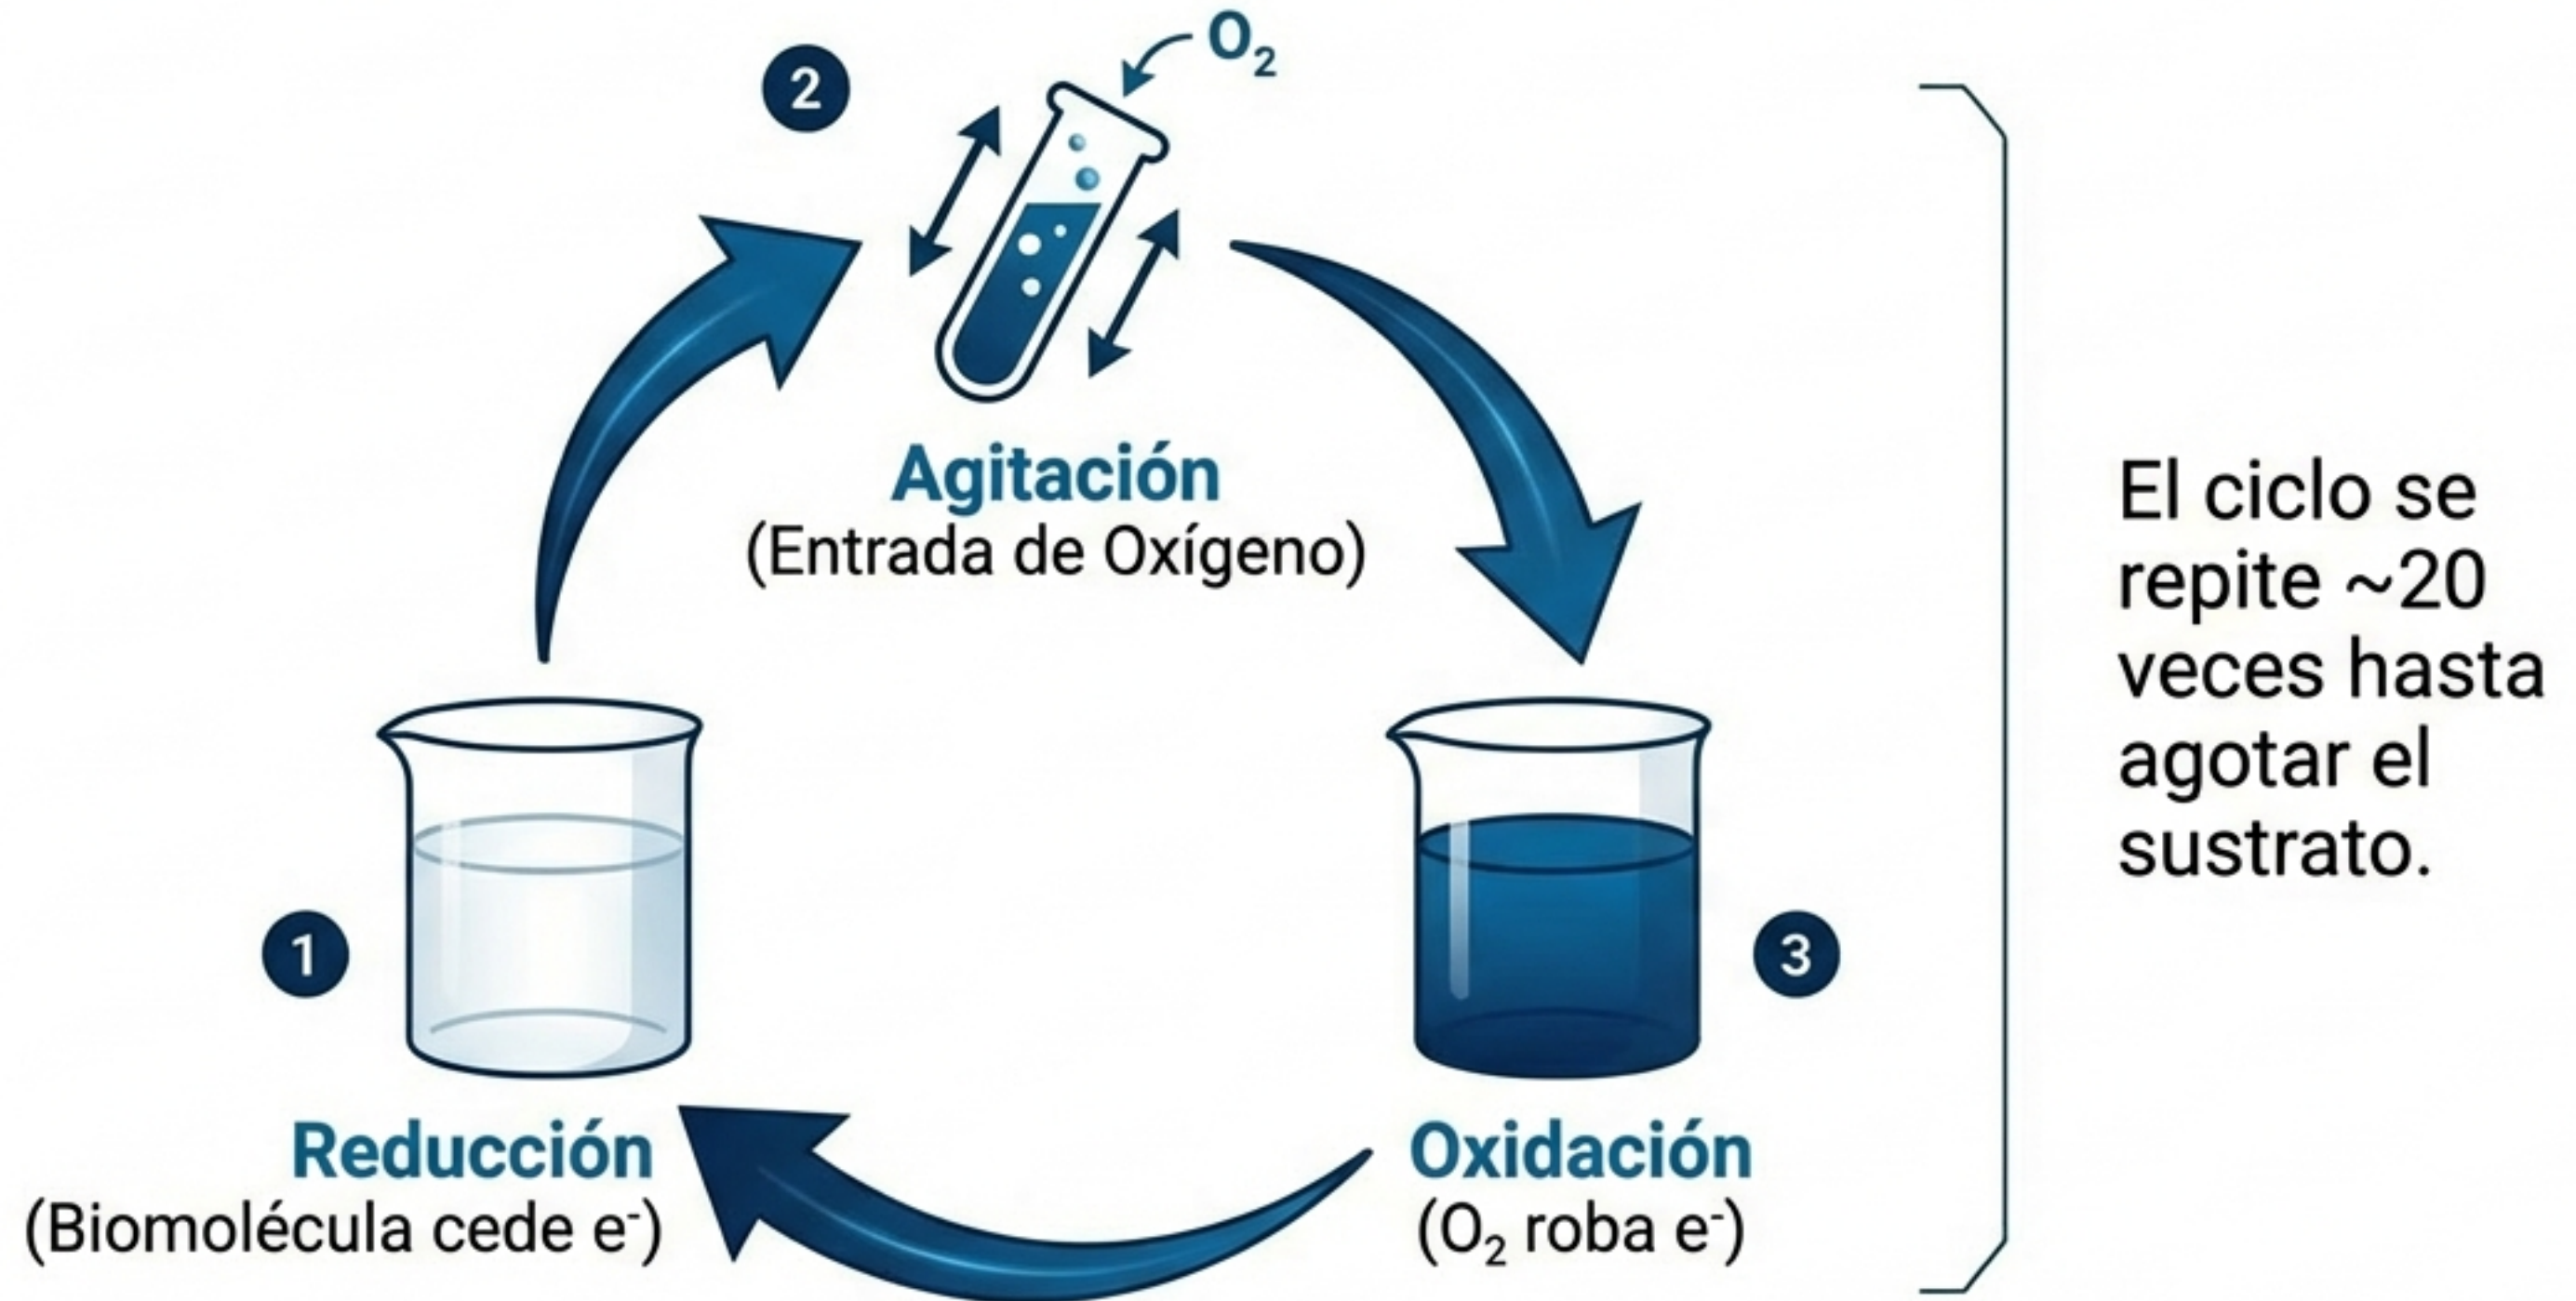 2
O₂
Agitación
(Entrada de Oxígeno)
1
Reducción
(Biomolécula cede e⁻)
3
Oxidación
(O₂ roba e⁻)
El ciclo se
repite ~20
veces hasta
agotar el
sustrato.